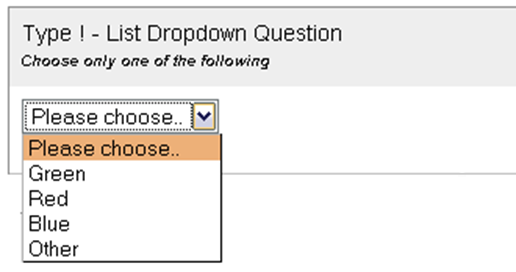 Type ! - List Dropdown Question
Choose only one of the following
Please choose..
Please choose..
Green
Red
Blue
Other